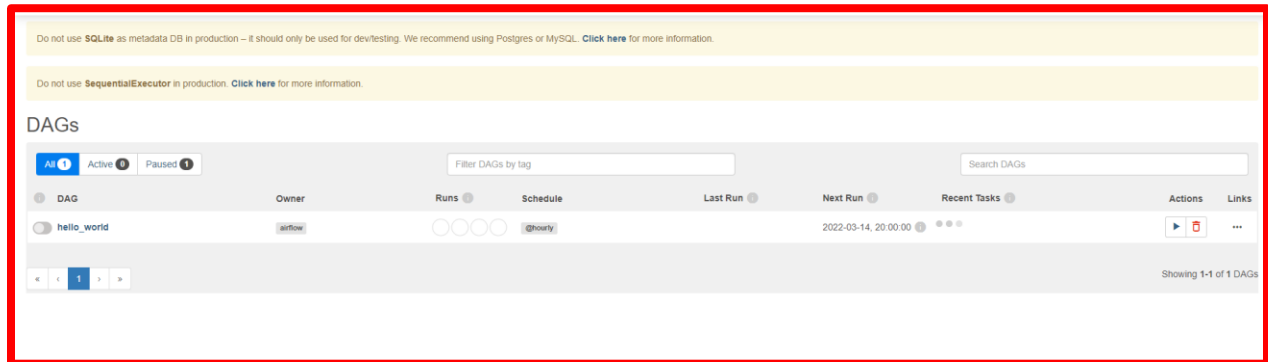 Do not use SQLite as metadata DB in production – it should only be used for dev/testing. We recommend using Postgres or MySQL. Click here for more information.
Do not use SequentialExecutor in production. Click here for more information.
DAGs
All 1 Active 0 Paused 1 Filter DAGs by tag Search DAGs
DAG Owner Runs Schedule Last Run Next Run Recent Tasks Actions Links
hello_world airflow @hourly 2022-03-14, 20:00:00 ...
« ‹ 1 › » Showing 1-1 of 1 DAGs